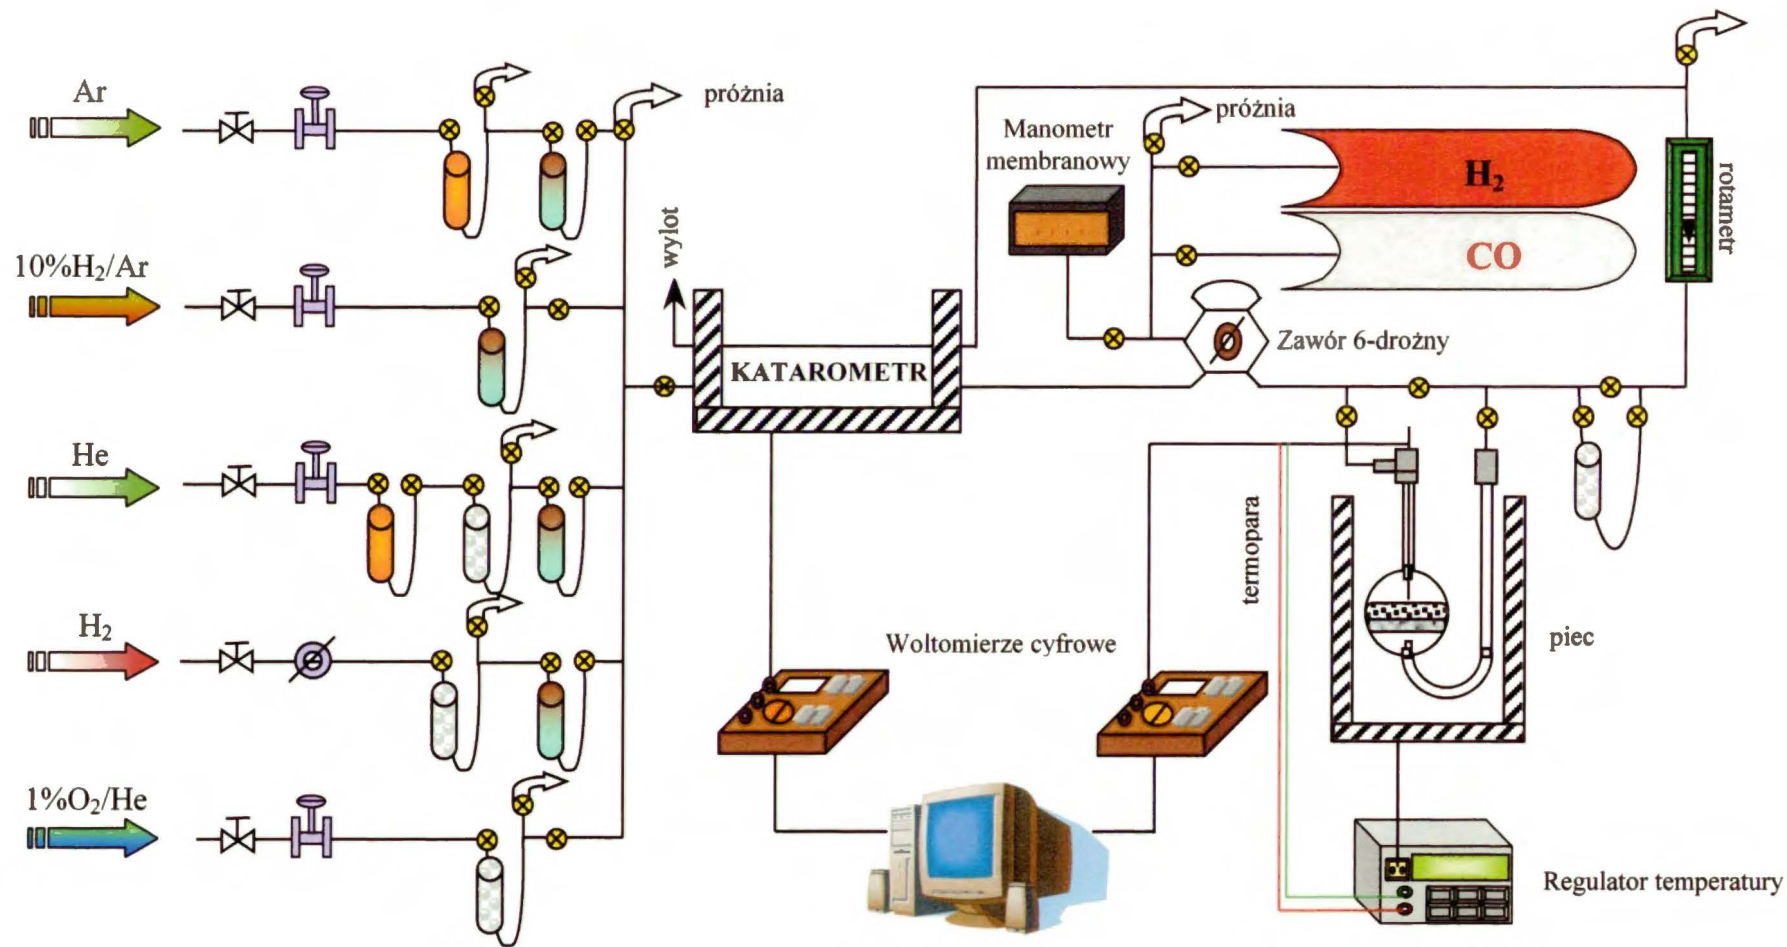 Ar
próżnia
10%H₂/Ar
He
H₂
1%O₂/He
wylot
KATAROMETR
Manometr
membranowy
próżnia
H₂
CO
rotametr
Zawór 6-drożny
termopara
piec
Woltomierze cyfrowe
Regulator temperatury